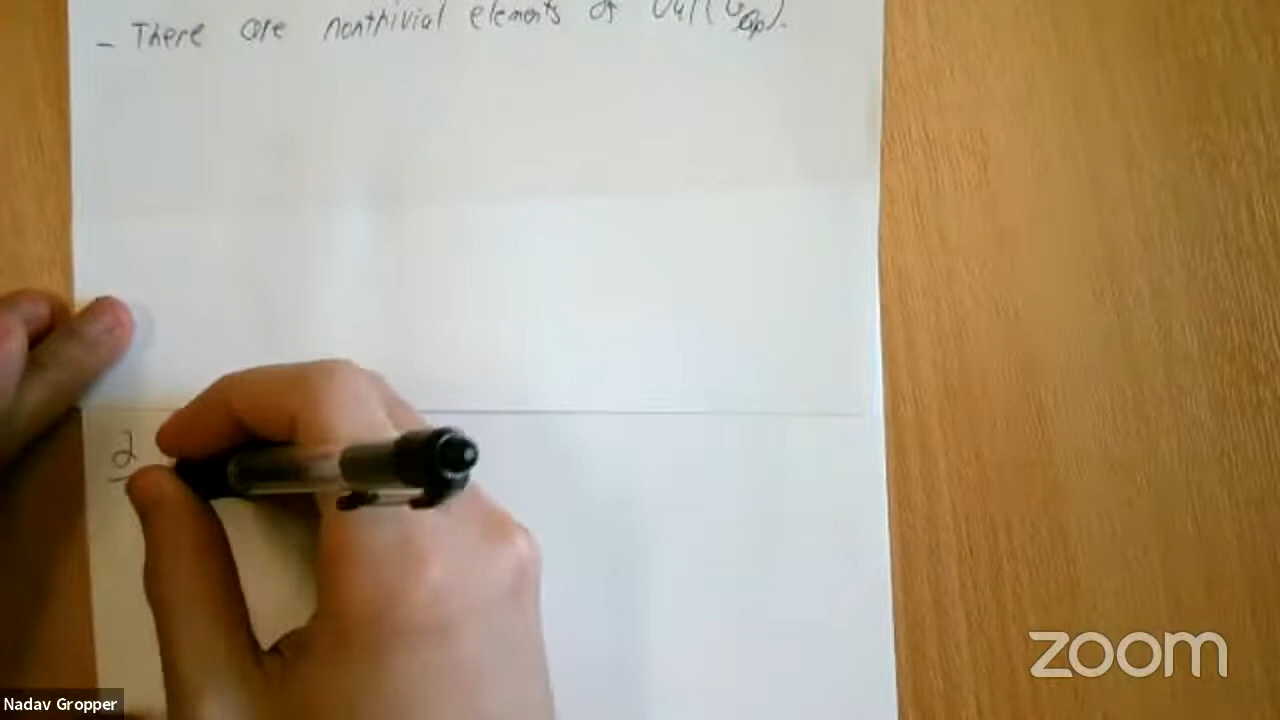 - There are nontrivial elements of Out(G_Qp).
2
Nadav Gropper
zoom